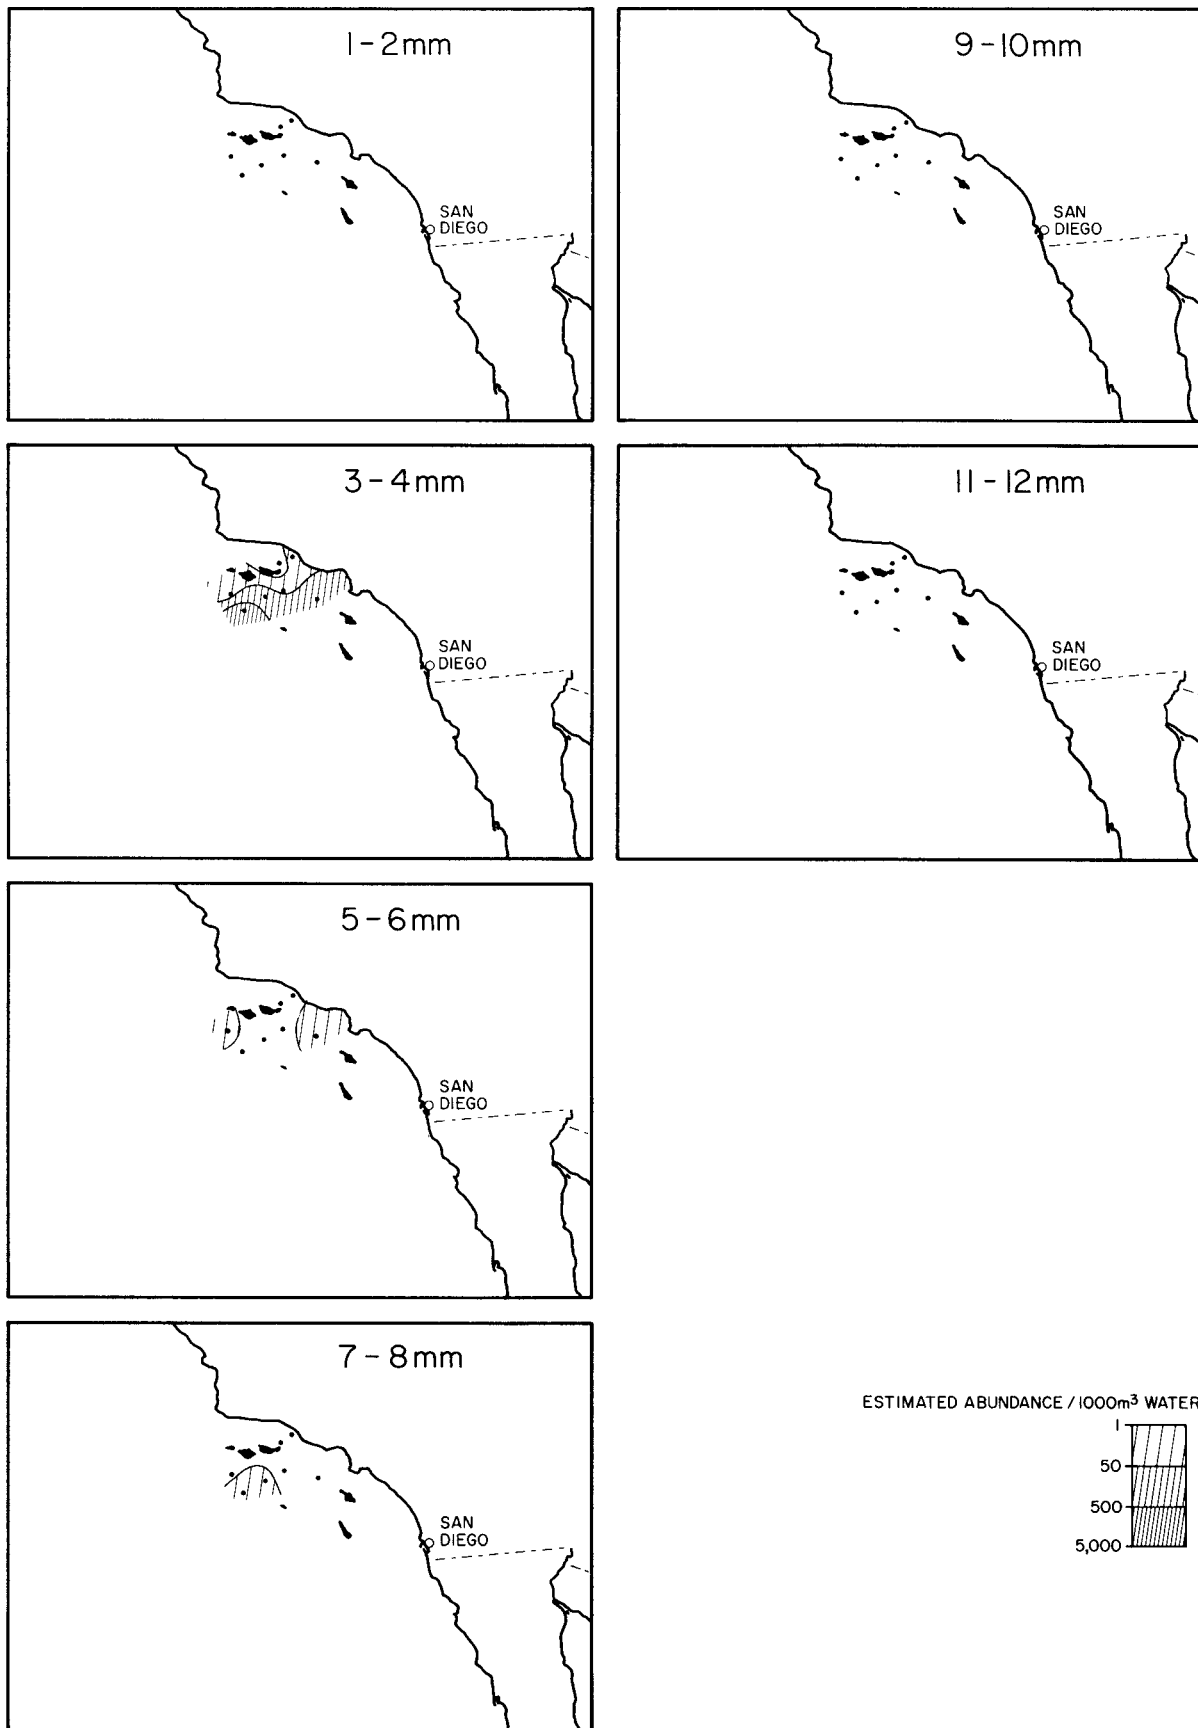 1-2mm
SAN
DIEGO
9-10mm
SAN
DIEGO
3-4mm
SAN
DIEGO
11-12mm
SAN
DIEGO
5-6mm
SAN
DIEGO
7-8mm
SAN
DIEGO
ESTIMATED ABUNDANCE / 1000m³ WATER
1
50
500
5,000